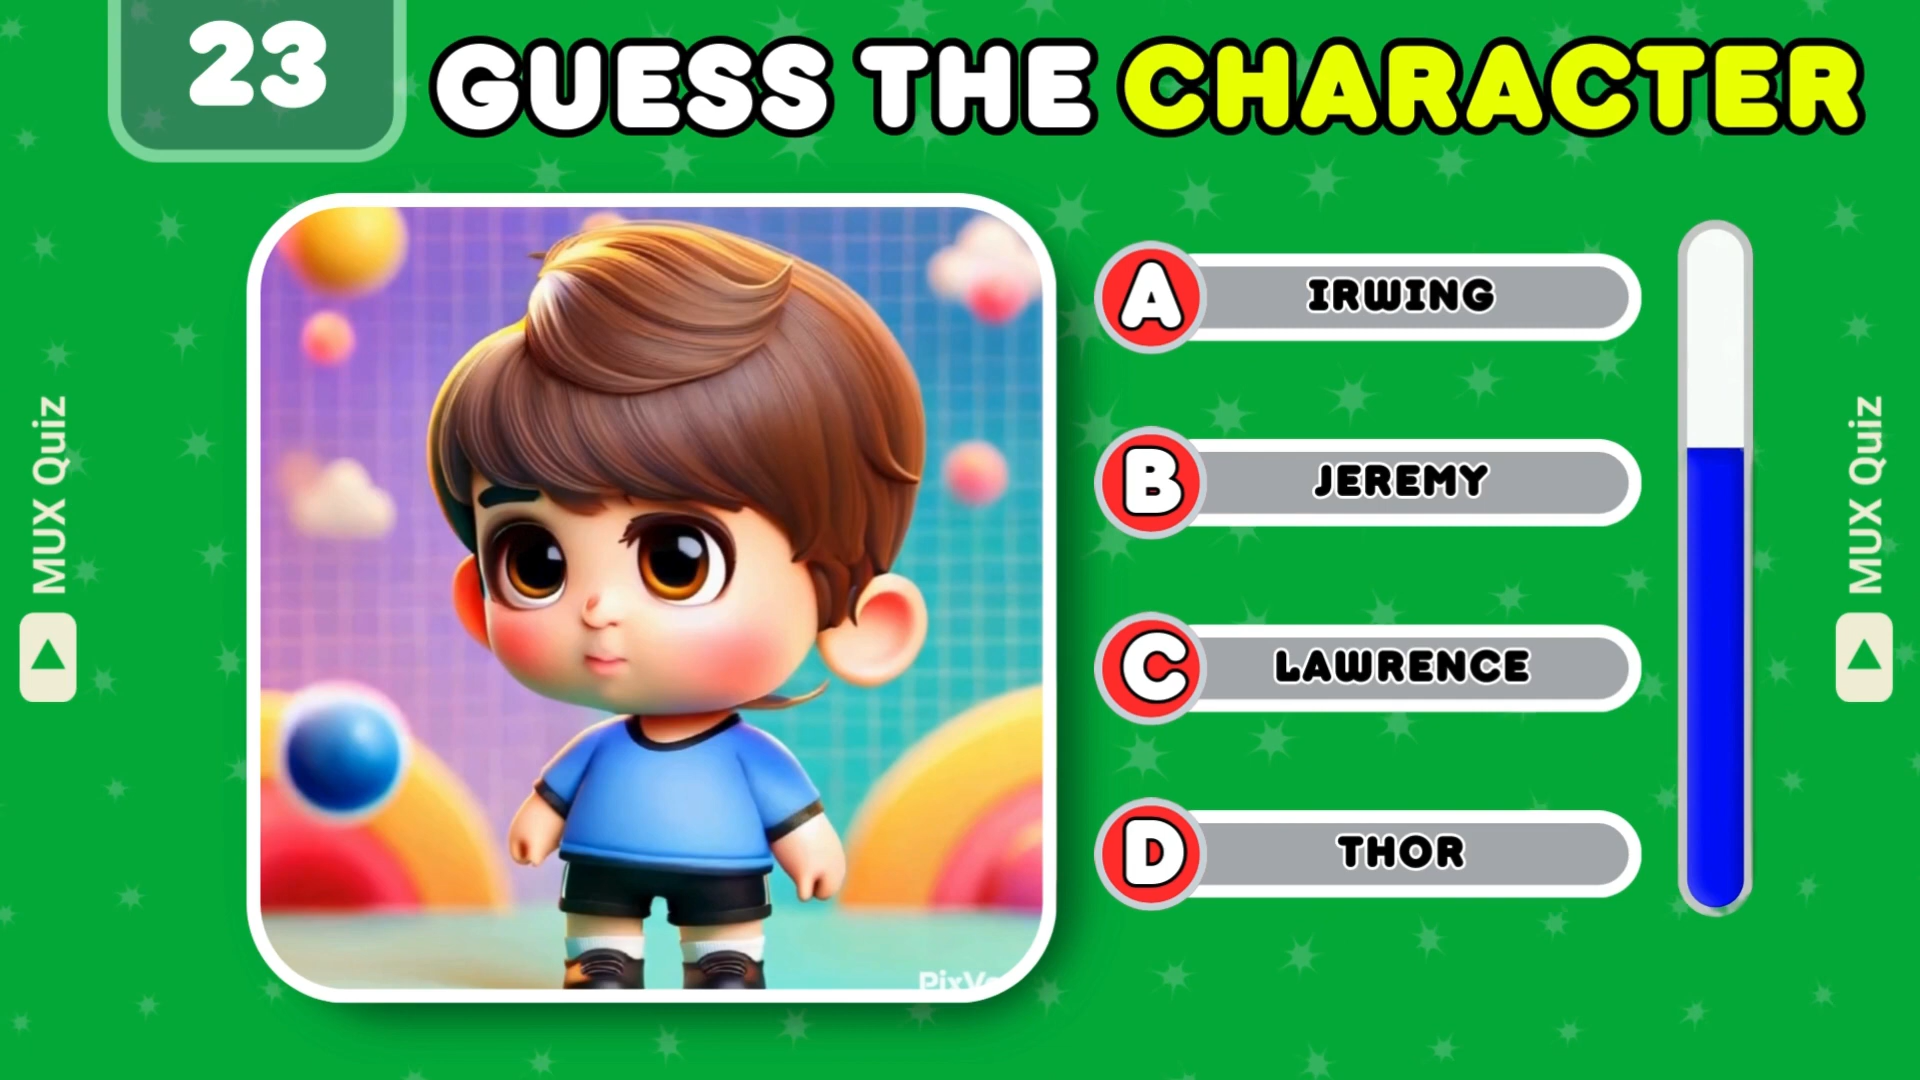 23
GUESS THE CHARACTER
A IRWING
B JEREMY
C LAWRENCE
D THOR
MUX Quiz
MUX Quiz